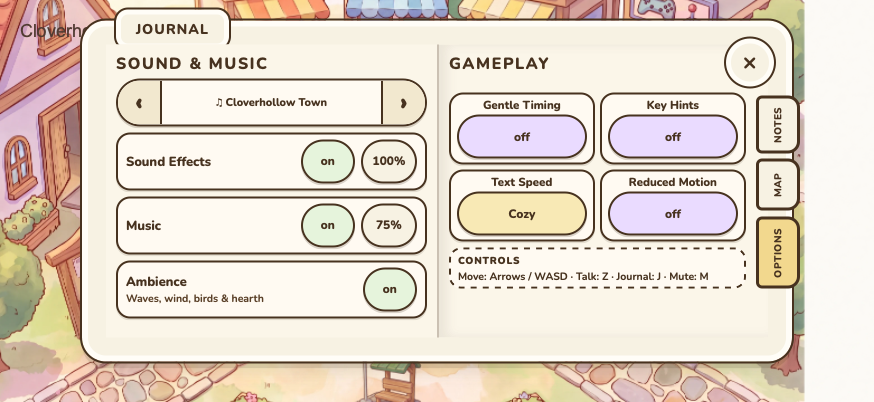 Cloverh
JOURNAL
SOUND & MUSIC
‹
♫ Cloverhollow Town
›
Sound Effects
on
100%
Music
on
75%
Ambience
Waves, wind, birds & hearth
on
GAMEPLAY
×
Gentle Timing
off
Key Hints
off
Text Speed
Cozy
Reduced Motion
off
CONTROLS
Move: Arrows / WASD · Talk: Z · Journal: J · Mute: M
NOTES
MAP
OPTIONS